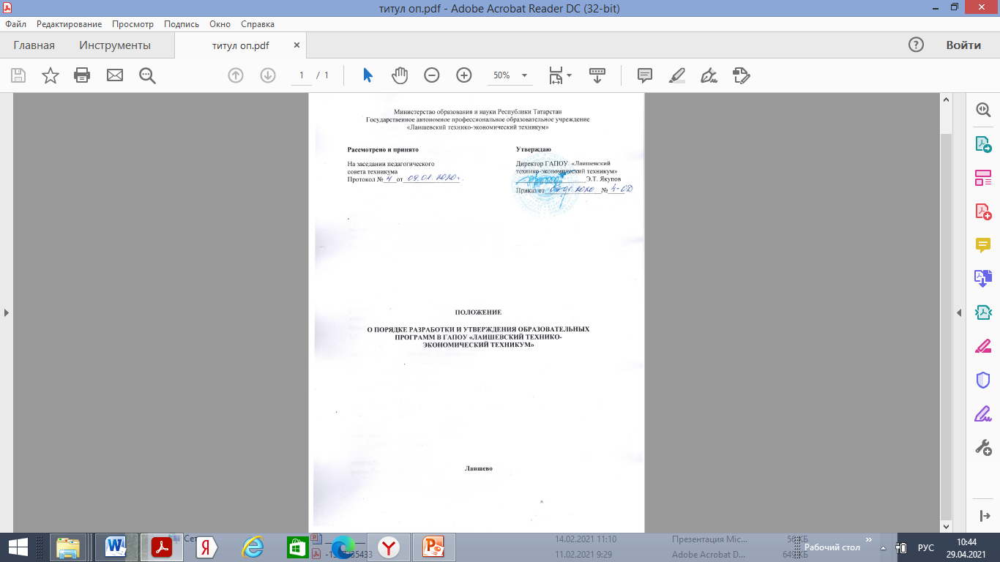 титул оп.pdf - Adobe Acrobat Reader DC (32-bit)
Файл Редактирование Просмотр Подпись Окно Справка
Главная Инструменты титул оп.pdf × Войти
1 / 1 50%
Министерство образования и науки Республики Татарстан
Государственное автономное профессиональное образовательное учреждение
«Лаишевский технико-экономический техникум»
Рассмотрено и принято
На заседании педагогического
совета техникума
Протокол № 4 от 09.01.2020г.
Утверждаю
Директор ГАПОУ «Лаишевский
технико-экономический техникум»
Э.Т. Якупов
Приказ от 09.01.2020 № 4-ОД
ПОЛОЖЕНИЕ
О ПОРЯДКЕ РАЗРАБОТКИ И УТВЕРЖДЕНИЯ ОБРАЗОВАТЕЛЬНЫХ
ПРОГРАММ В ГАПОУ «ЛАИШЕВСКИЙ ТЕХНИКО-
ЭКОНОМИЧЕСКИЙ ТЕХНИКУМ»
Лаишево
14.02.2021 11:10 Презентация Mic...
11.02.2021 9:29 Adobe Acrobat D...
Рабочий стол
РУС
10:44
29.04.2021